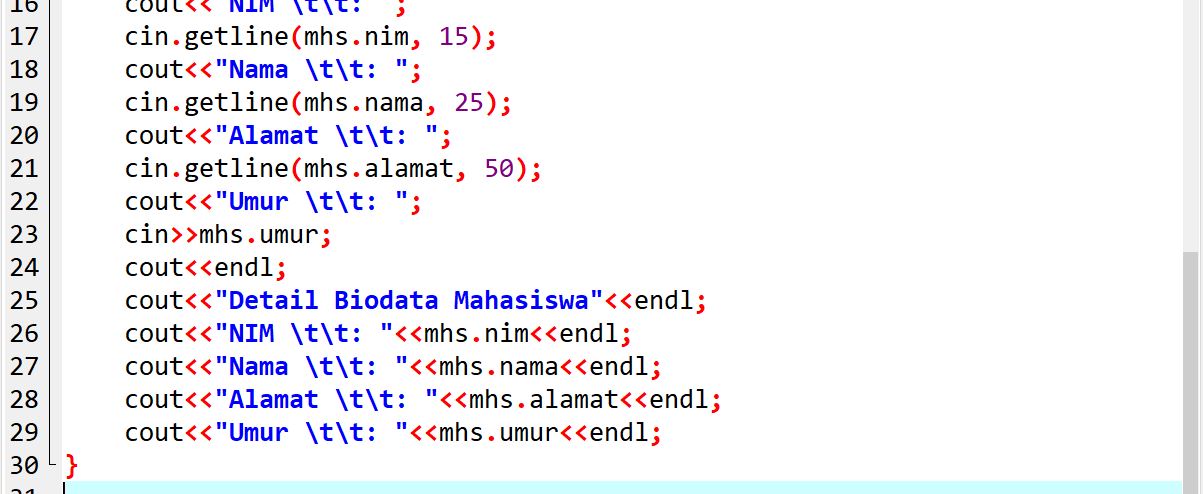 16 cout<<"NIM \t\t: ";
17 cin.getline(mhs.nim, 15);
18 cout<<"Nama \t\t: ";
19 cin.getline(mhs.nama, 25);
20 cout<<"Alamat \t\t: ";
21 cin.getline(mhs.alamat, 50);
22 cout<<"Umur \t\t: ";
23 cin>>mhs.umur;
24 cout<<endl;
25 cout<<"Detail Biodata Mahasiswa"<<endl;
26 cout<<"NIM \t\t: "<<mhs.nim<<endl;
27 cout<<"Nama \t\t: "<<mhs.nama<<endl;
28 cout<<"Alamat \t\t: "<<mhs.alamat<<endl;
29 cout<<"Umur \t\t: "<<mhs.umur<<endl;
30 }
31